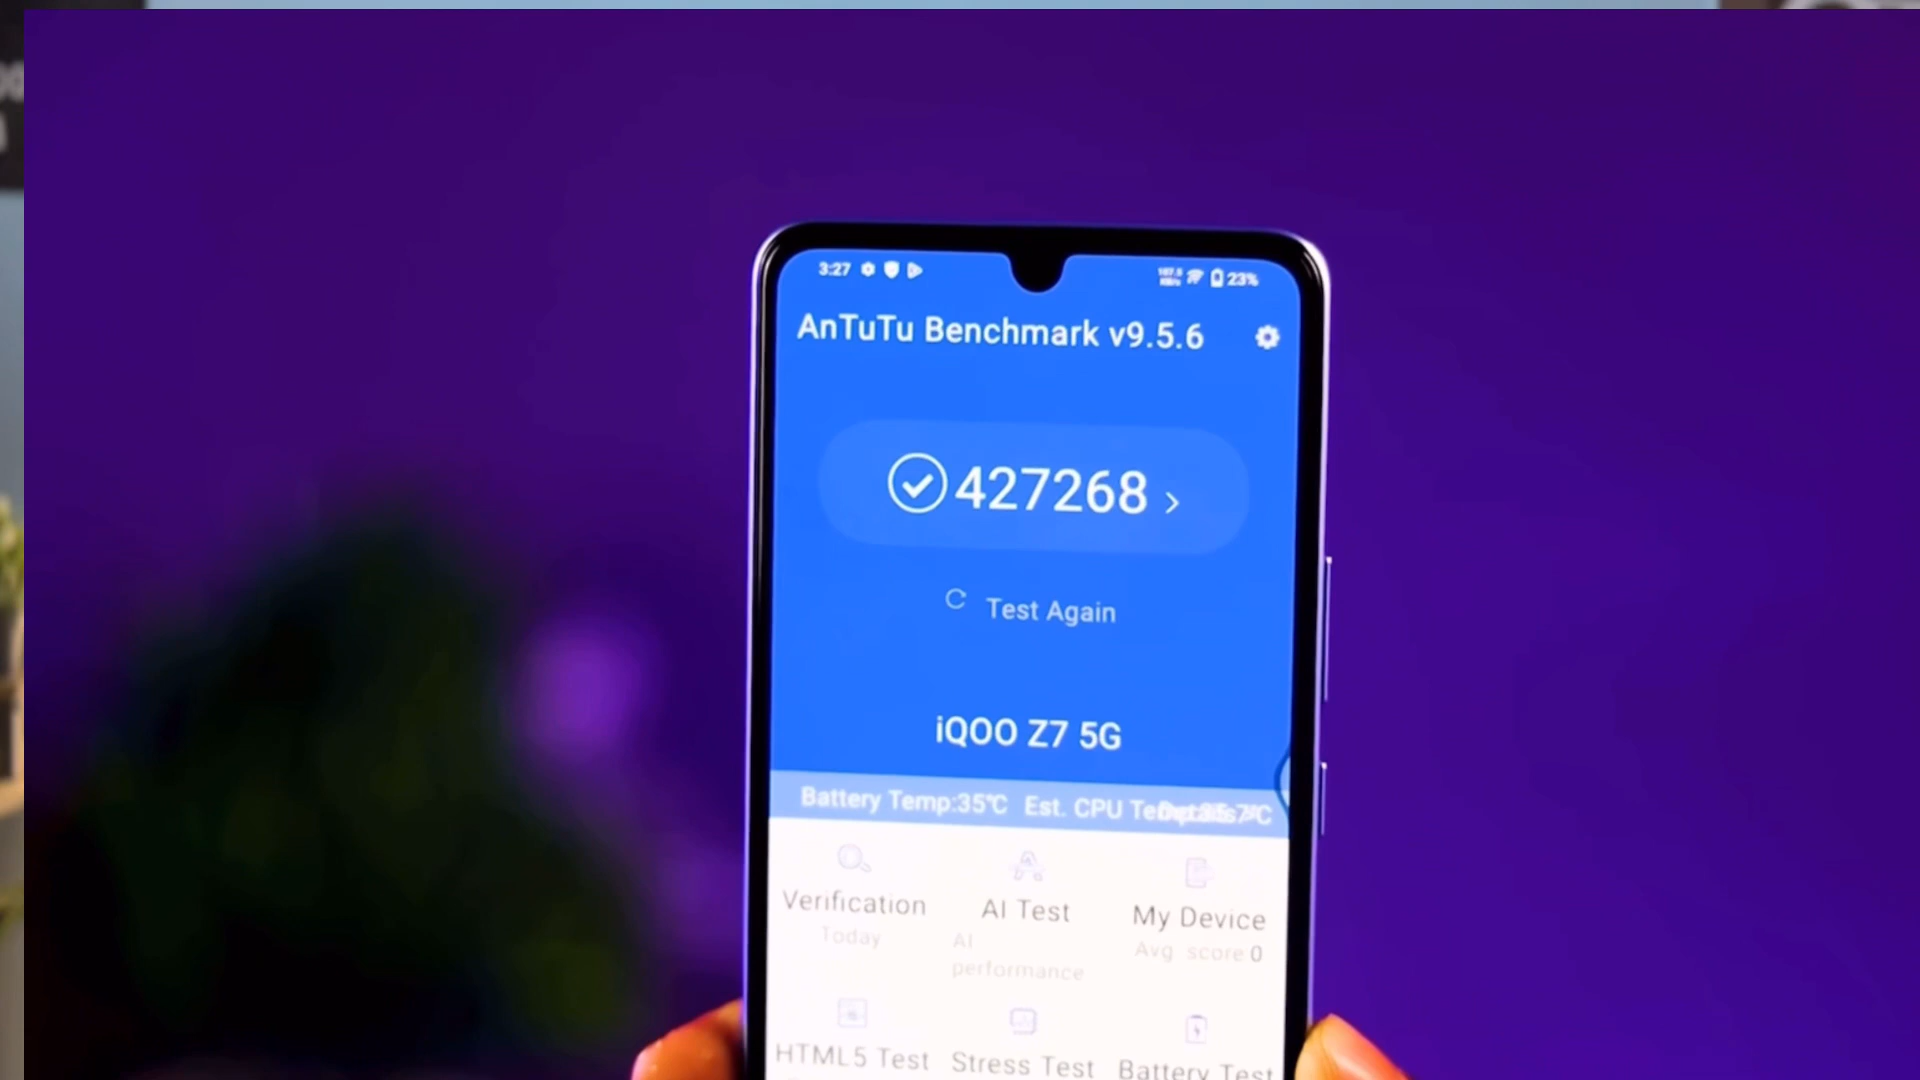 3:27
23%
AnTuTu Benchmark v9.5.6
427268 >
Test Again
iQOO Z7 5G
Battery Temp:35℃ Est. CPU
Verification
AI Test
My Device
Today
AI performance
Avg score 0
HTML5 Test
Stress Test
Battery Test